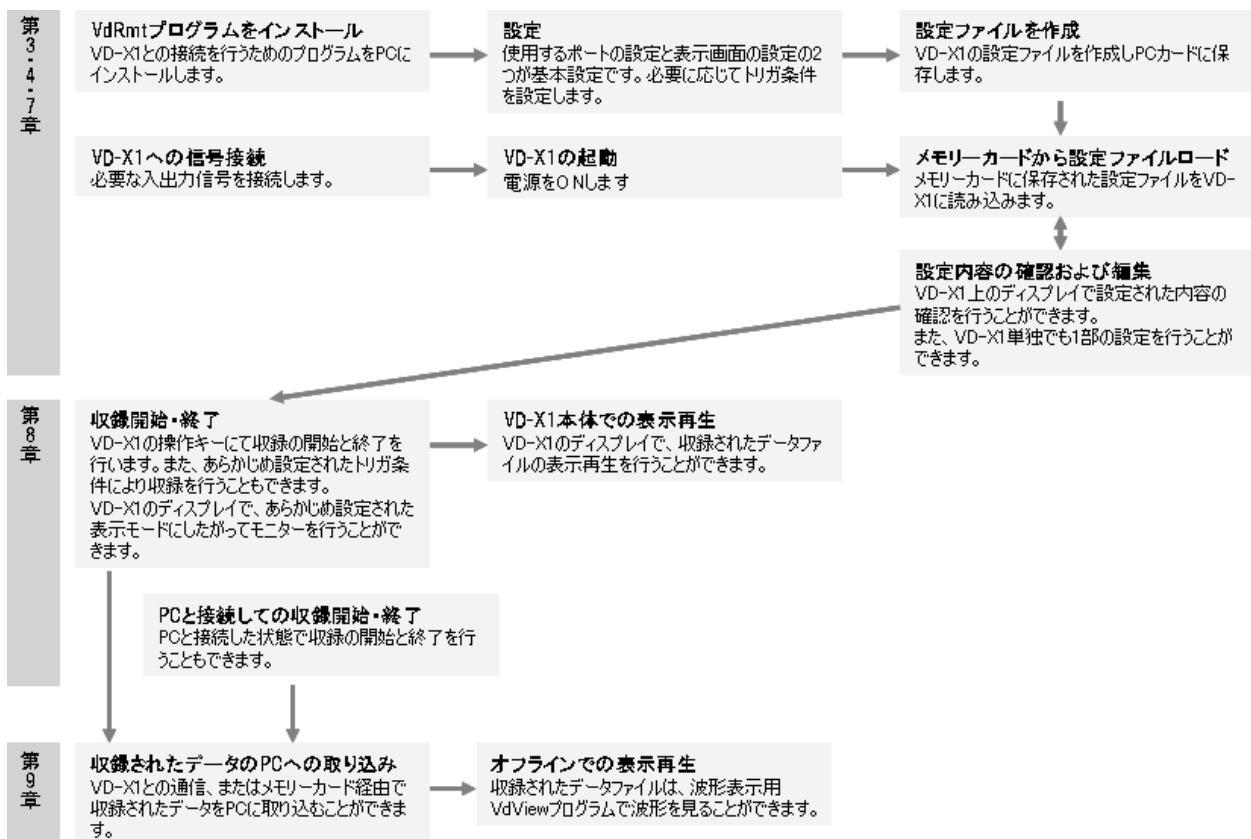 第3・4・7章
VdRmtプログラムをインストール
VD-X1との接続を行うためのプログラムをPCに
インストールします。
設定
使用するポートの設定と表示画面の設定の2
つが基本設定です。必要に応じてトリガ条件
を設定します。
設定ファイルを作成
VD-X1の設定ファイルを作成しPCカードに保
存します。
VD-X1への信号接続
必要な入出力信号を接続します。
VD-X1の起動
電源をONします
メモリーカードから設定ファイルロード
メモリーカードに保存された設定ファイルをVD-
X1に読み込みます。
設定内容の確認および編集
VD-X1上のディスプレイで設定された内容の
確認を行うことができます。
また、VD-X1単独でも1部の設定を行うことが
できます。
第8章
収録開始・終了
VD-X1の操作キーにて収録の開始と終了を
行います。また、あらかじめ設定されたトリガ条
件により収録を行うこともできます。
VD-X1のディスプレイで、あらかじめ設定された
表示モードにしたがってモニターを行うことがで
きます。
VD-X1本体での表示再生
VD-X1のディスプレイで、収録されたデータファ
イルの表示再生を行うことができます。
PCと接続しての収録開始・終了
PCと接続した状態で収録の開始と終了を行
うこともできます。
第9章
収録されたデータのPCへの取り込み
VD-X1との通信、またはメモリーカード経由で
収録されたデータをPCに取り込むことができま
す。
オフラインでの表示再生
収録されたデータファイルは、波形表示用
VdViewプログラムで波形を見ることができます。